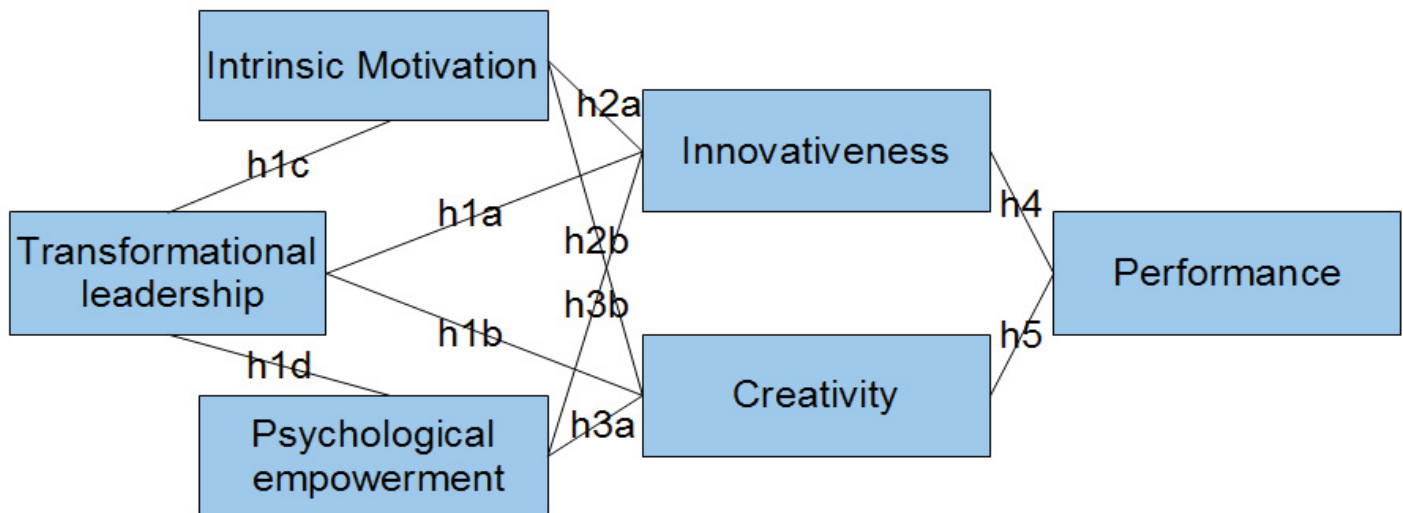 Intrinsic Motivation
h2a
Innovativeness
h1c
h1a
h4
Transformational
leadership
h2b
Performance
h3b
h1b
h5
h1d
Creativity
h3a
Psychological
empowerment